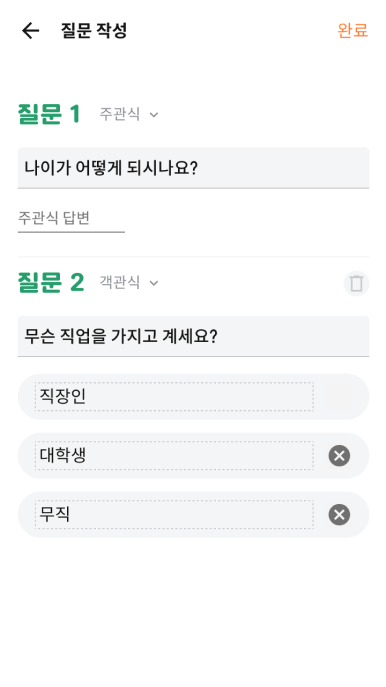 질문 작성
완료
질문 1 주관식
나이가 어떻게 되시나요?
주관식 답변
질문 2 객관식
무슨 직업을 가지고 계세요?
직장인
대학생
무직